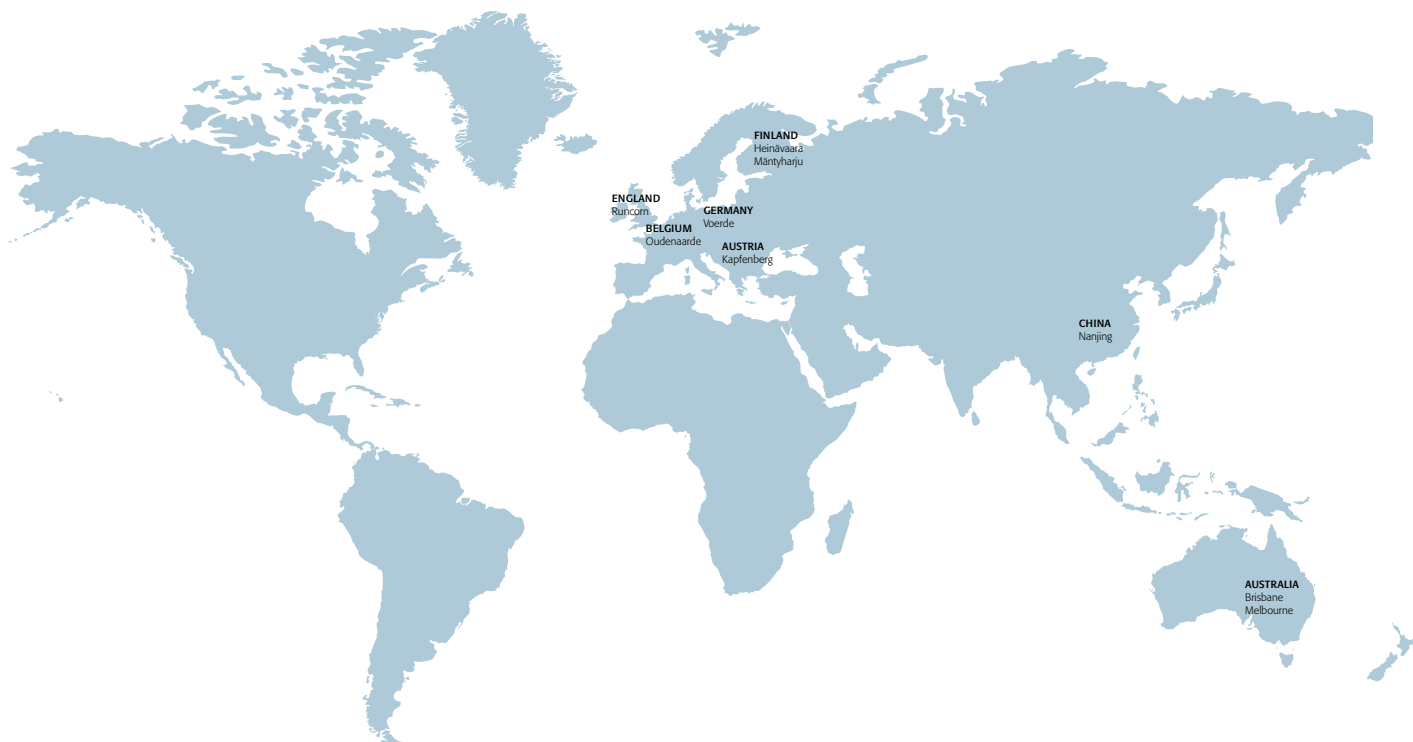 FINLAND
Heinävaara
Mäntyharju
ENGLAND
Runcorn
GERMANY
Voerde
BELGIUM
Oudenaarde
AUSTRIA
Kapfenberg
CHINA
Nanjing
AUSTRALIA
Brisbane
Melbourne